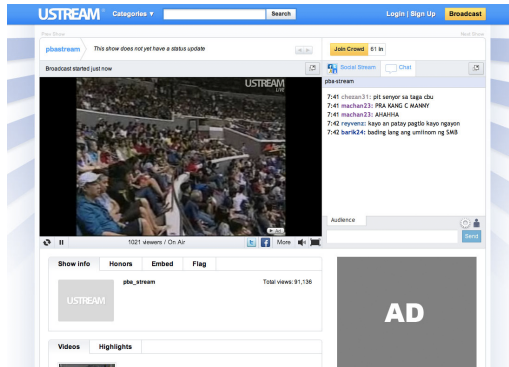 USTREAM
Categories ▼
Search
Login | Sign Up
Broadcast
Prev Show
Next Show
pbastream
This show does not yet have a status update
Join Crowd 61 in
Broadcast started just now
Social Stream
Chat
pba-stream
USTREAM
7:41 chezan31: pit senyor sa taga cbu
7:41 machan23: PRA KANG C MANNY
7:41 machan23: AHAHHA
7:42 reyvenz: kayo an patay pagtlo kayo ngayon
7:42 barik24: bading lang ang umiinom ng SMB
Ad
Audience
1021 viewers / On Air
More
Send
Show info
Honors
Embed
Flag
USTREAM
pba_stream
Total views: 91,136
AD
Videos
Highlights